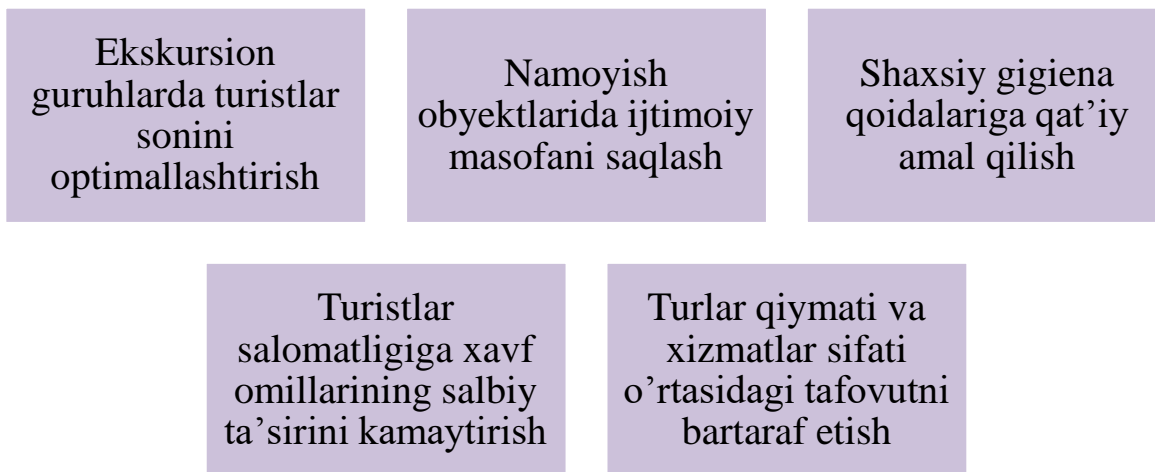 Ekskursion
guruhlarda turistlar
sonini
optimallashtirish
Namoyish
obyektlarida ijtimoiy
masofani saqlash
Shaxsiy gigiena
qoidalariga qat’iy
amal qilish
Turistlar
salomatligiga xavf
omillarining salbiy
ta’sirini kamaytirish
Turlar qiymati va
xizmatlar sifati
o’rtasidagi tafovutni
bartaraf etish